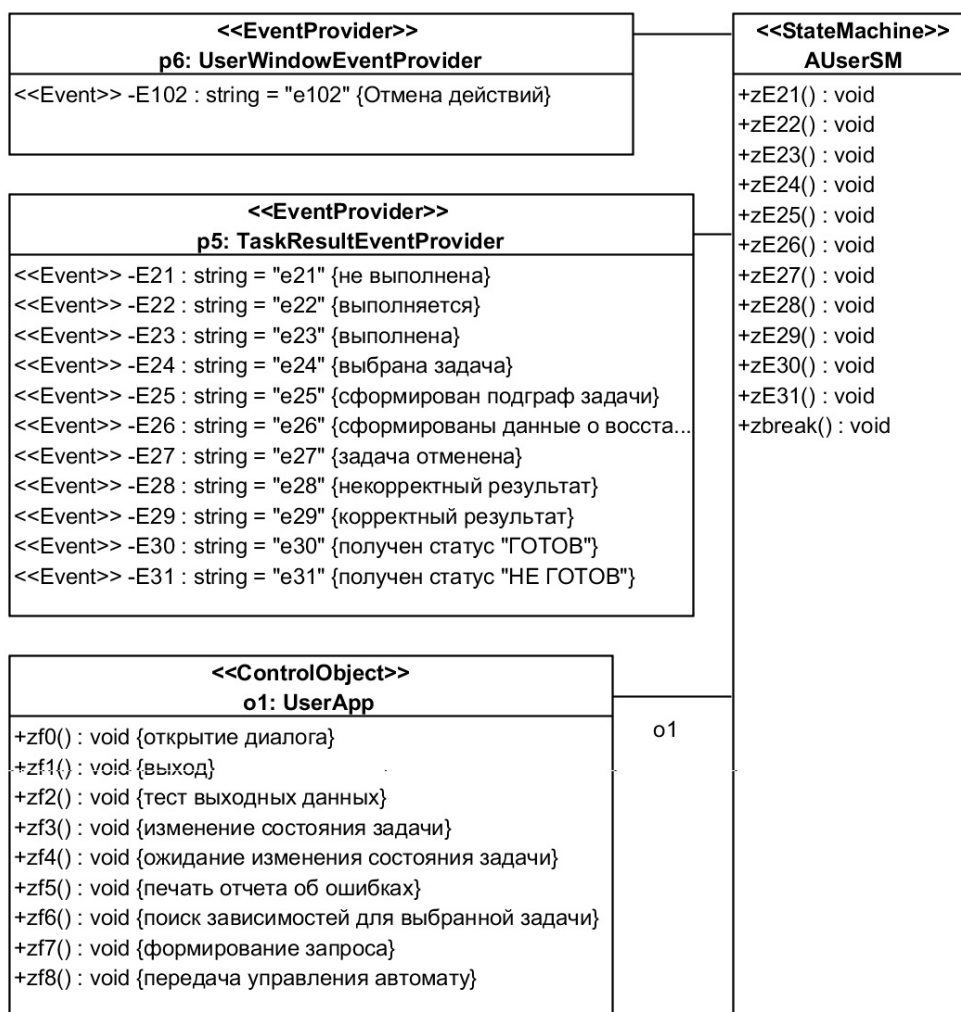 <<EventProvider>>
p6: UserWindowEventProvider
<<Event>> -E102 : string = "e102" {Отмена действий}
<<StateMachine>>
AUserSM
+zE21() : void
+zE22() : void
+zE23() : void
+zE24() : void
+zE25() : void
+zE26() : void
+zE27() : void
+zE28() : void
+zE29() : void
+zE30() : void
+zE31() : void
+zbreak() : void
<<EventProvider>>
p5: TaskResultEventProvider
<<Event>> -E21 : string = "e21" {не выполнена}
<<Event>> -E22 : string = "e22" {выполняется}
<<Event>> -E23 : string = "e23" {выполнена}
<<Event>> -E24 : string = "e24" {выбрана задача}
<<Event>> -E25 : string = "e25" {сформирован подграф задачи}
<<Event>> -E26 : string = "e26" {сформированы данные о восста...
<<Event>> -E27 : string = "e27" {задача отменена}
<<Event>> -E28 : string = "e28" {некорректный результат}
<<Event>> -E29 : string = "e29" {корректный результат}
<<Event>> -E30 : string = "e30" {получен статус "ГОТОВ"}
<<Event>> -E31 : string = "e31" {получен статус "НЕ ГОТОВ"}
<<ControlObject>>
o1: UserApp
+zf0() : void {открытие диалога}
+zf1() : void {выход}
+zf2() : void {тест выходных данных}
+zf3() : void {изменение состояния задачи}
+zf4() : void {ожидание изменения состояния задачи}
+zf5() : void {печать отчета об ошибках}
+zf6() : void {поиск зависимостей для выбранной задачи}
+zf7() : void {формирование запроса}
+zf8() : void {передача управления автомату}
o1